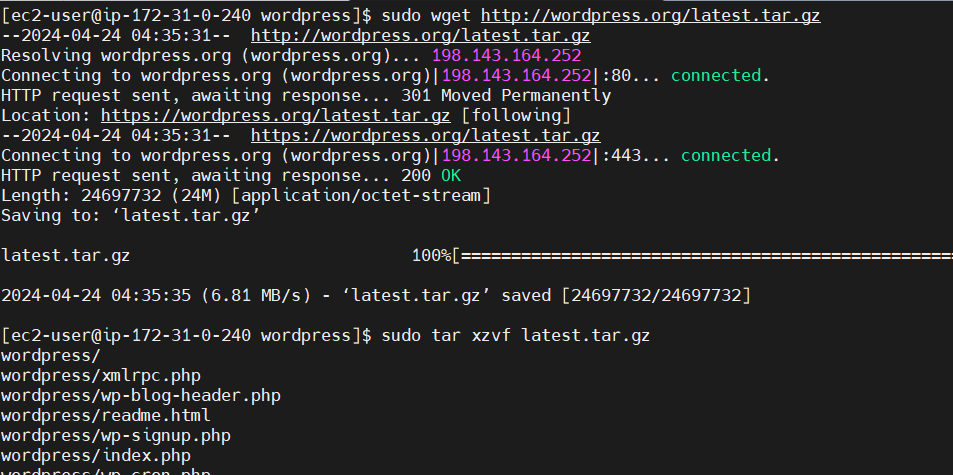 [ec2-user@ip-172-31-0-240 wordpress]$ sudo wget http://wordpress.org/latest.tar.gz
--2024-04-24 04:35:31--  http://wordpress.org/latest.tar.gz
Resolving wordpress.org (wordpress.org)... 198.143.164.252
Connecting to wordpress.org (wordpress.org)|198.143.164.252|:80... connected.
HTTP request sent, awaiting response... 301 Moved Permanently
Location: https://wordpress.org/latest.tar.gz [following]
--2024-04-24 04:35:31--  https://wordpress.org/latest.tar.gz
Connecting to wordpress.org (wordpress.org)|198.143.164.252|:443... connected.
HTTP request sent, awaiting response... 200 OK
Length: 24697732 (24M) [application/octet-stream]
Saving to: ‘latest.tar.gz’
latest.tar.gz                                100%[==================================================
2024-04-24 04:35:35 (6.81 MB/s) - ‘latest.tar.gz’ saved [24697732/24697732]
[ec2-user@ip-172-31-0-240 wordpress]$ sudo tar xzvf latest.tar.gz
wordpress/
wordpress/xmlrpc.php
wordpress/wp-blog-header.php
wordpress/readme.html
wordpress/wp-signup.php
wordpress/index.php
wordpress/wp-cron.php